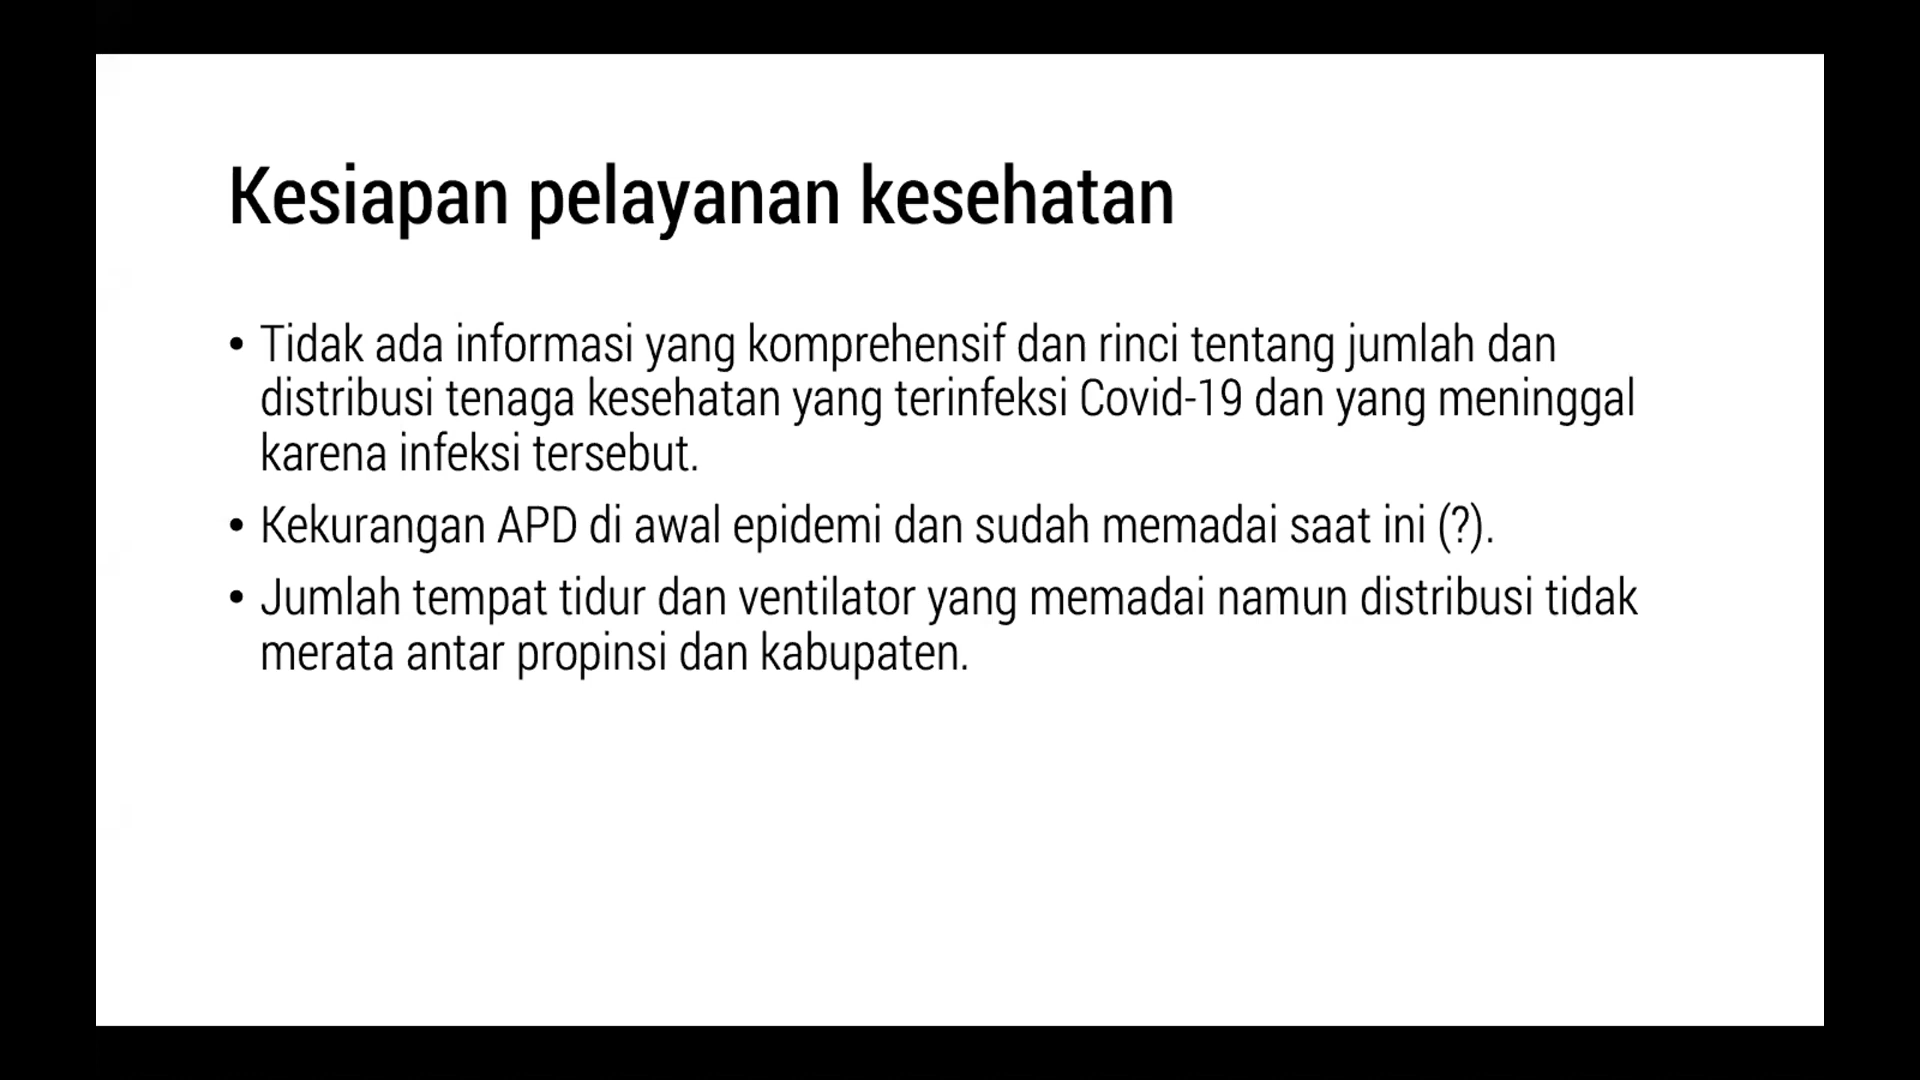 Kesiapan pelayanan kesehatan
• Tidak ada informasi yang komprehensif dan rinci tentang jumlah dan
distribusi tenaga kesehatan yang terinfeksi Covid-19 dan yang meninggal
karena infeksi tersebut.
• Kekurangan APD di awal epidemi dan sudah memadai saat ini (?).
• Jumlah tempat tidur dan ventilator yang memadai namun distribusi tidak
merata antar propinsi dan kabupaten.